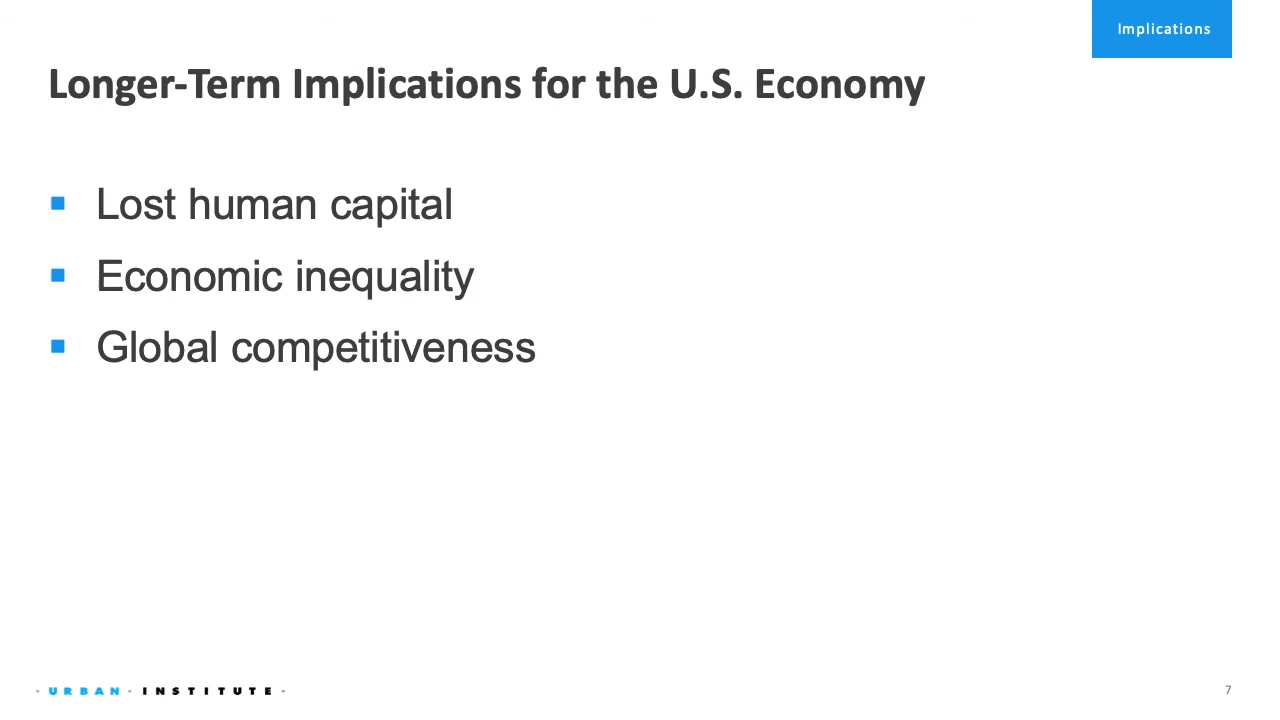 Implications
Longer-Term Implications for the U.S. Economy
▪ Lost human capital
▪ Economic inequality
▪ Global competitiveness
· URBAN · INSTITUTE ·
7